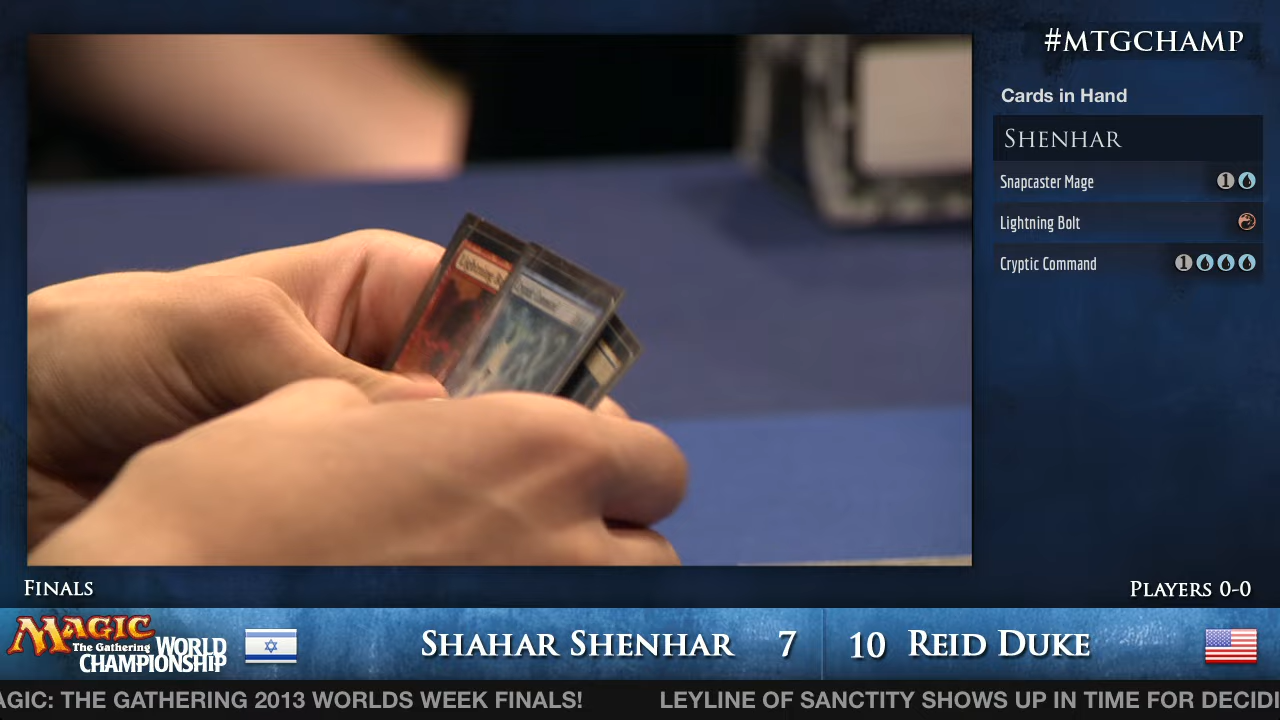 #MTGCHAMP
Cards in Hand
SHENHAR
Snapcaster Mage 1
Lightning Bolt
Cryptic Command 1
Lightning
FINALS
PLAYERS 0-0
MAGIC
The Gathering
WORLD
CHAMPIONSHIP
SHAHAR SHENHAR 7 10 REID DUKE
AGIC: THE GATHERING 2013 WORLDS WEEK FINALS! LEYLINE OF SANCTITY SHOWS UP IN TIME FOR DECIDI